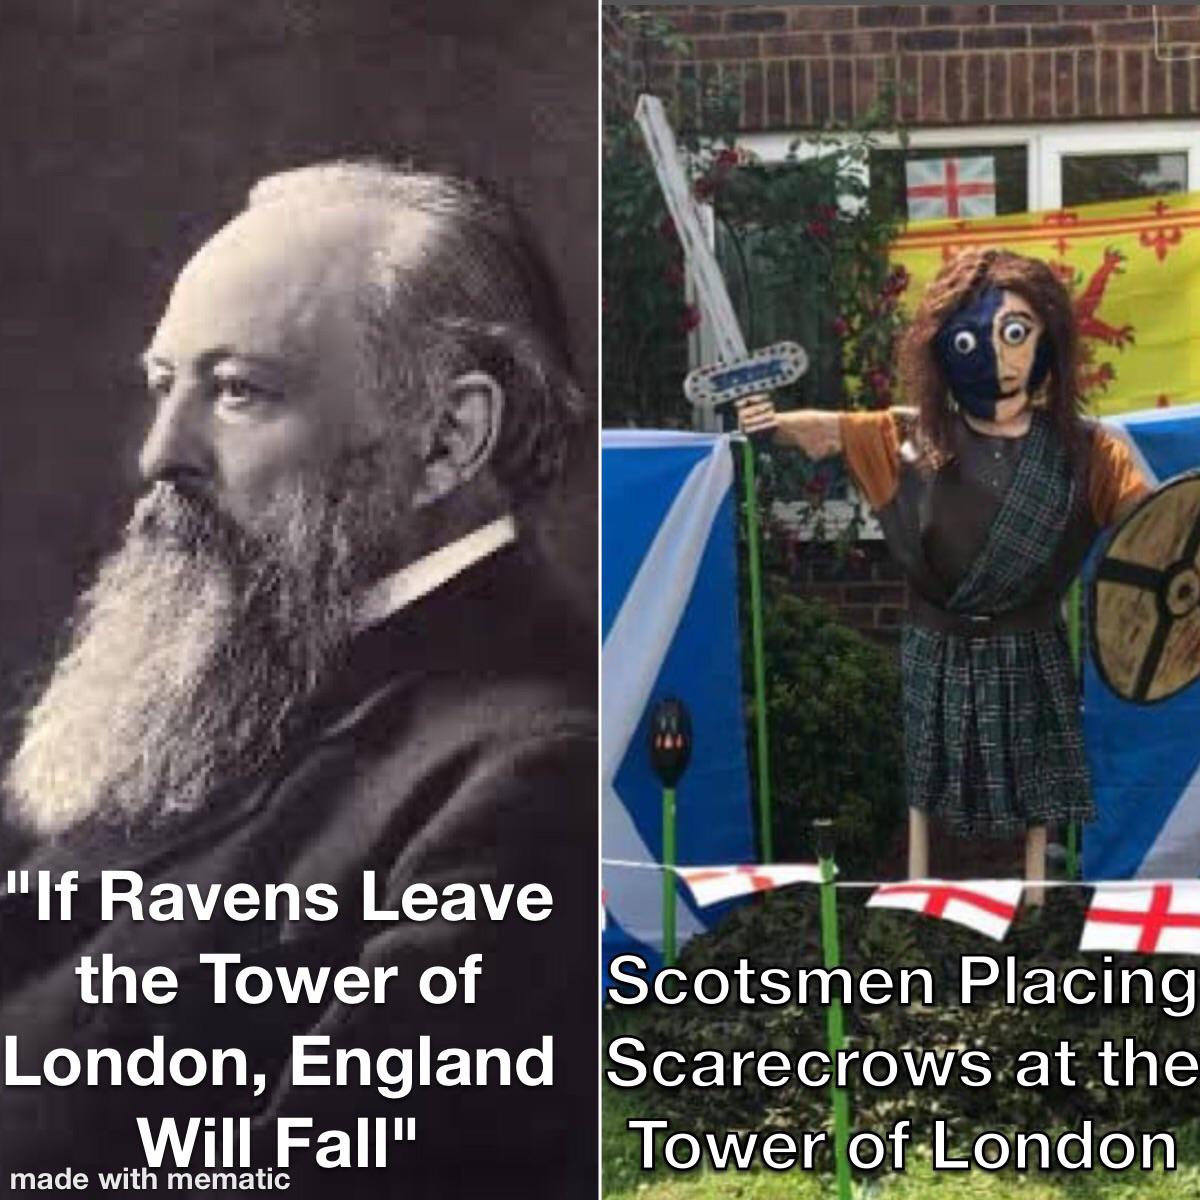 "If Ravens Leave
the Tower of
London, England
Will Fall"
made with mematic
Scotsmen Placing
Scarecrows at the
Tower of London